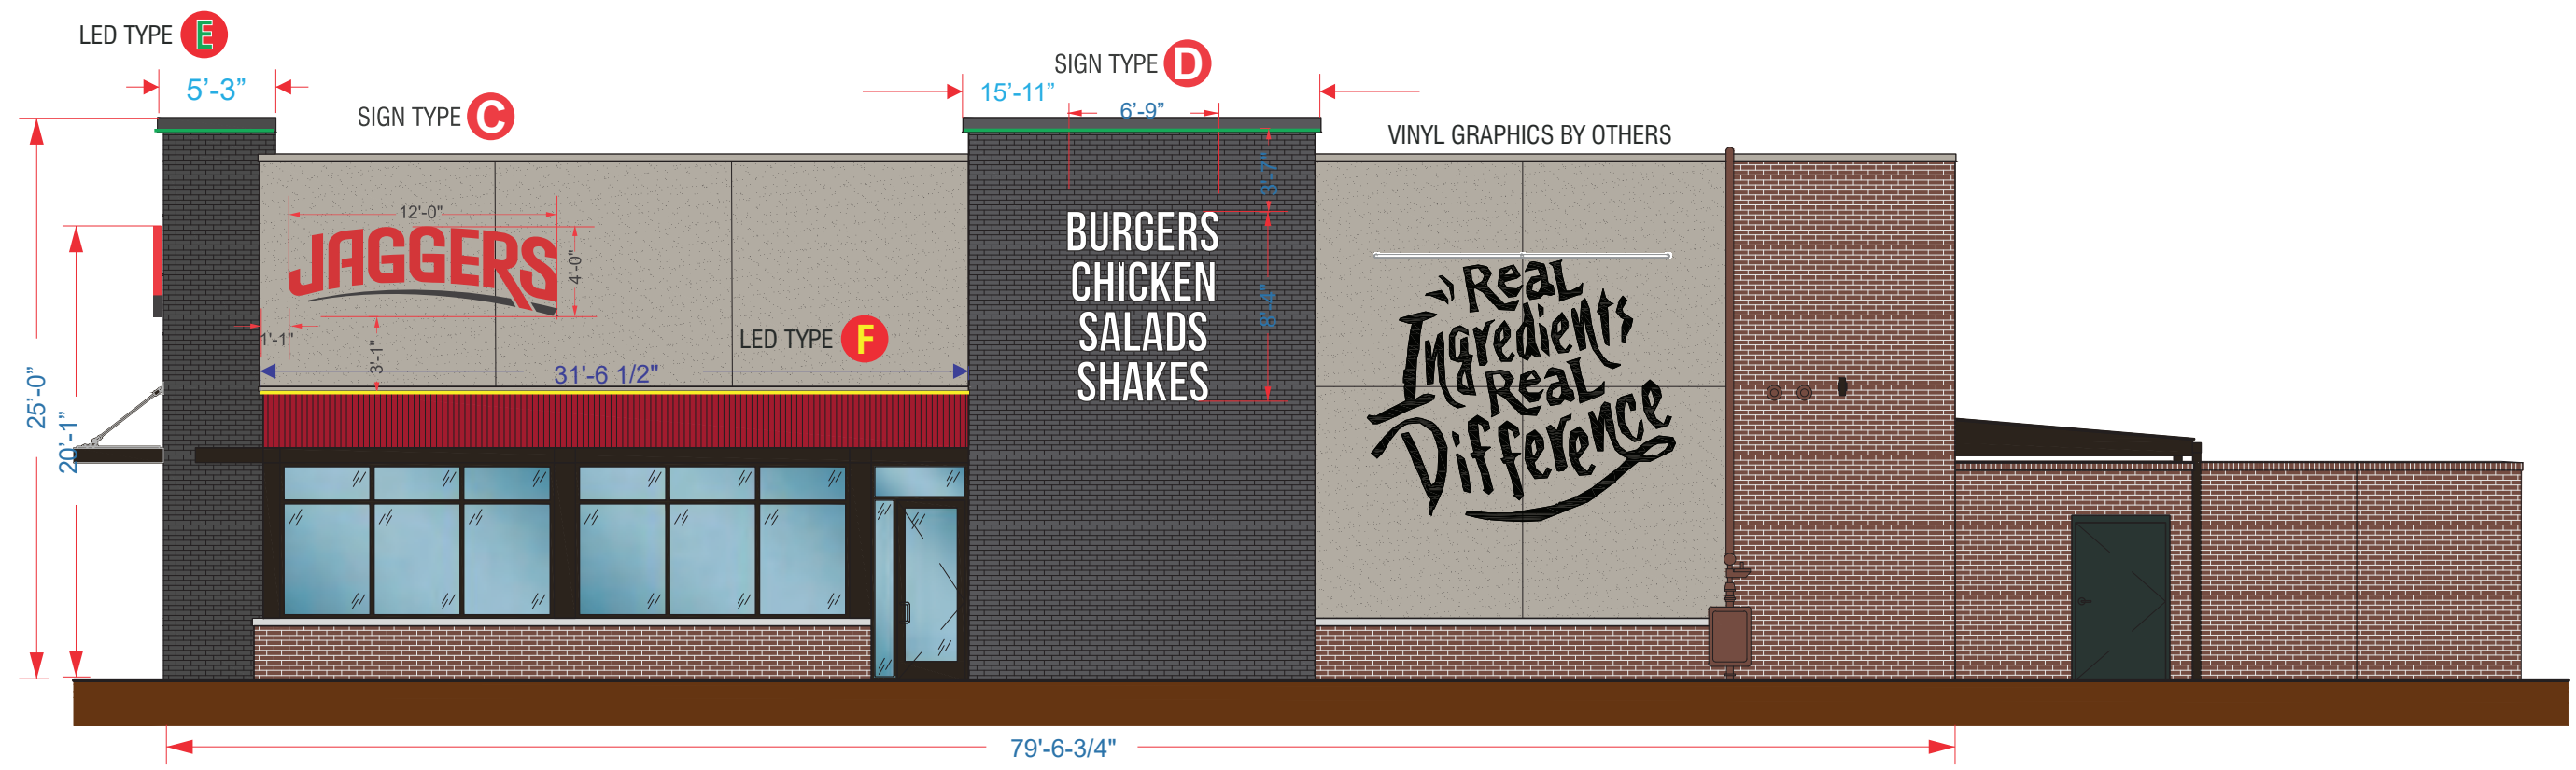 LED TYPE E
5’-3”
SIGN TYPE C
SIGN TYPE D
15’-11”
6’-9”
VINYL GRAPHICS BY OTHERS
3’-7”
12'-0"
JAGGERS
4'-0"
1'-1"
3'-1"
LED TYPE F
31'-6 1/2"
BURGERS
CHICKEN
SALADS
SHAKES
8’-4”
REAL
INGREDIENTS
REAL
DIFFERENCE
25’-0”
20’-1”
79'-6-3/4"